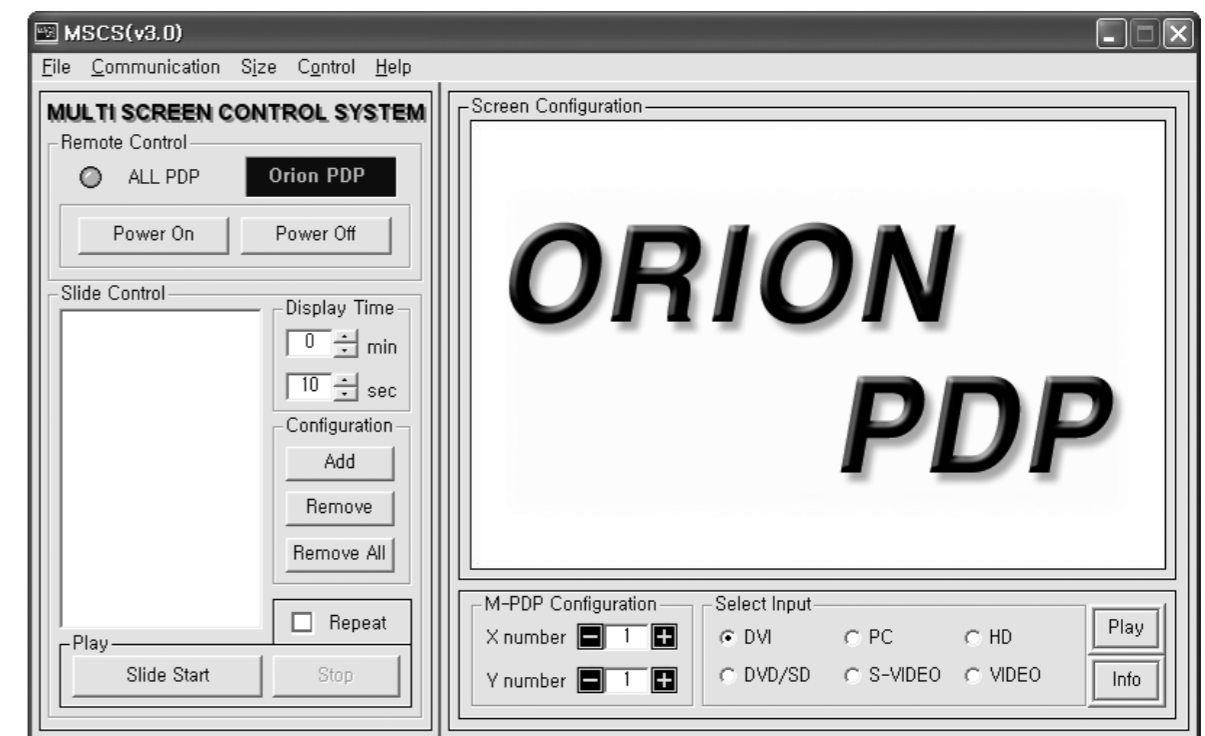 MSCS(v3.0)
File Communication Size Control Help
MULTI SCREEN CONTROL SYSTEM
Remote Control
ALL PDP
Orion PDP
Power On
Power Off
Slide Control
Display Time
0 min
10 sec
Configuration
Add
Remove
Remove All
Repeat
Play
Slide Start
Stop
Screen Configuration
ORION
PDP
M-PDP Configuration
X number 1
Y number 1
Select Input
DVI PC HD
DVD/SD S-VIDEO VIDEO
Play
Info